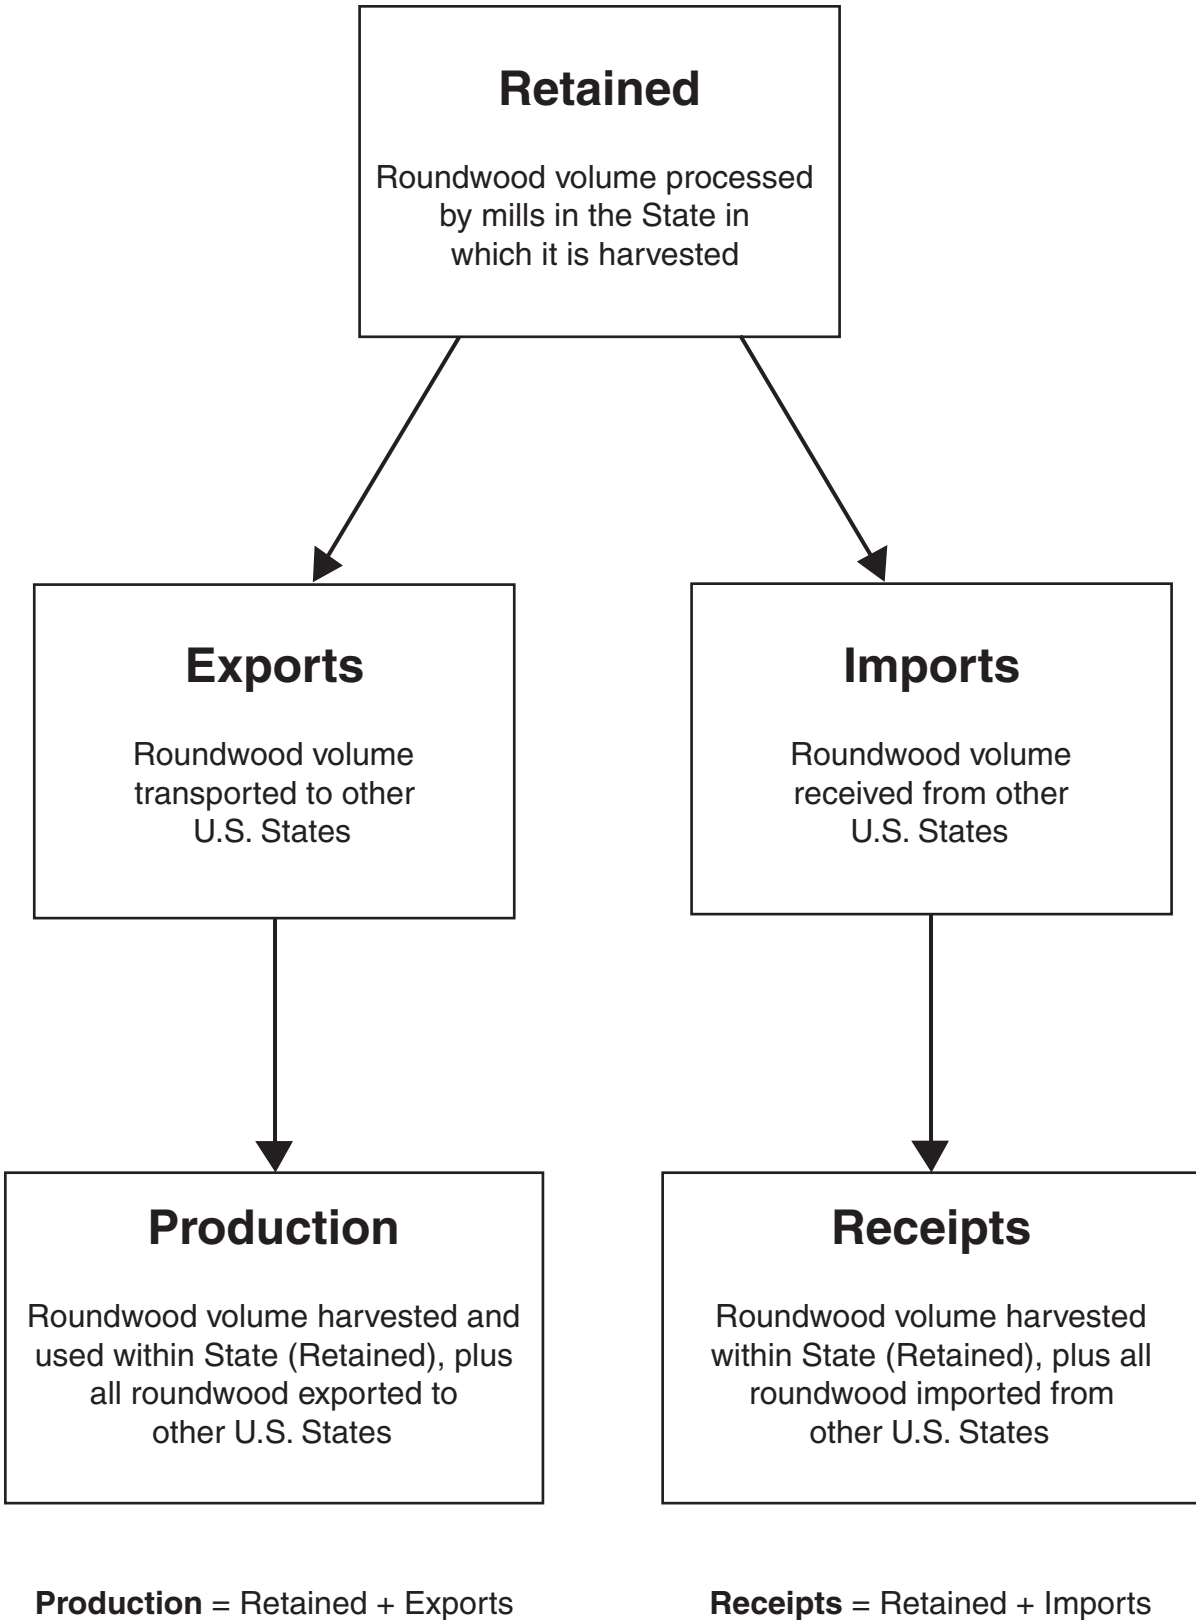 Retained
Roundwood volume processed
by mills in the State in
which it is harvested
Exports
Roundwood volume
transported to other
U.S. States
Imports
Roundwood volume
received from other
U.S. States
Production
Roundwood volume harvested and
used within State (Retained), plus
all roundwood exported to
other U.S. States
Receipts
Roundwood volume harvested
within State (Retained), plus all
roundwood imported from
other U.S. States
Production = Retained + Exports
Receipts = Retained + Imports